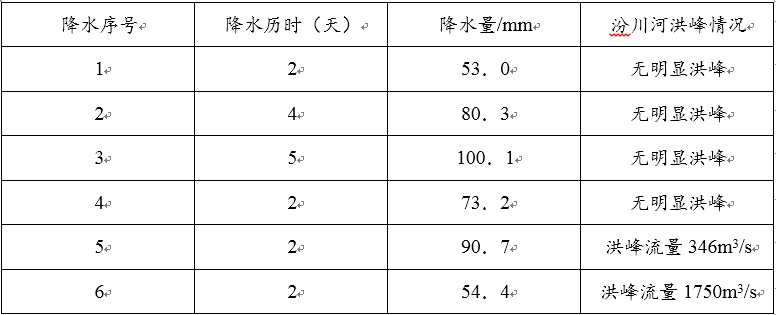 降水序号 降水历时（天） 降水量/mm 汾川河洪峰情况
1 2 53．0 无明显洪峰
2 4 80．3 无明显洪峰
3 5 100．1 无明显洪峰
4 2 73．2 无明显洪峰
5 2 90．7 洪峰流量 346m³/s
6 2 54．4 洪峰流量 1750m³/s